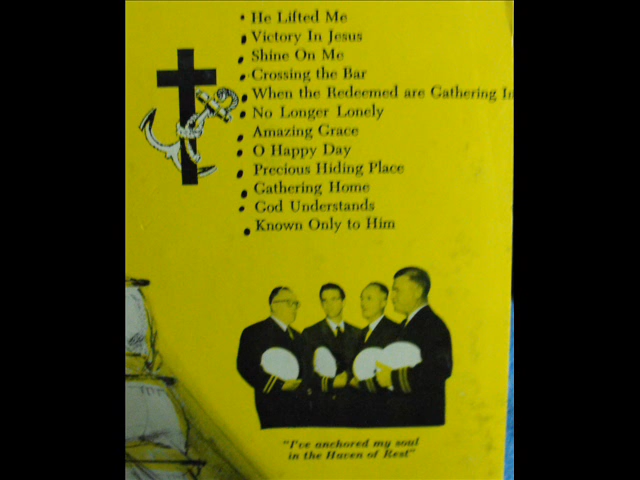 He Lifted Me
Victory In Jesus
Shine On Me
Crossing the Bar
When the Redeemed are Gathering In
No Longer Lonely
Amazing Grace
O Happy Day
Precious Hiding Place
Gathering Home
God Understands
Known Only to Him
"I've anchored my soul
in the Haven of Rest"